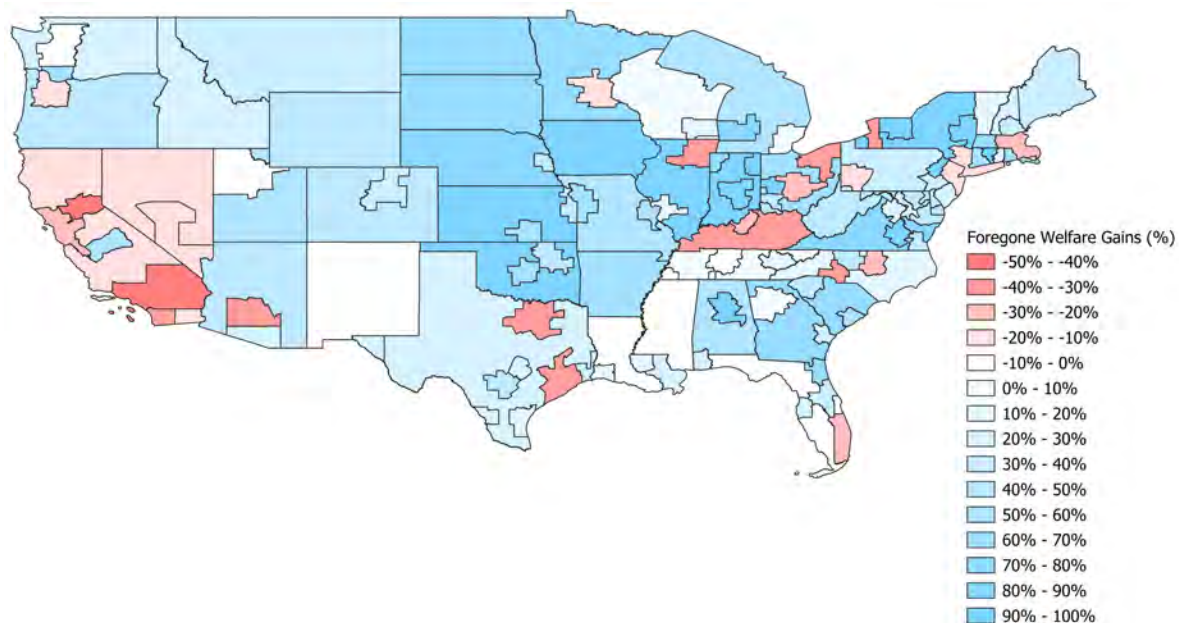 Foregone Welfare Gains (%)
-50% - -40%
-40% - -30%
-30% - -20%
-20% - -10%
-10% - 0%
0% - 10%
10% - 20%
20% - 30%
30% - 40%
40% - 50%
50% - 60%
60% - 70%
70% - 80%
80% - 90%
90% - 100%